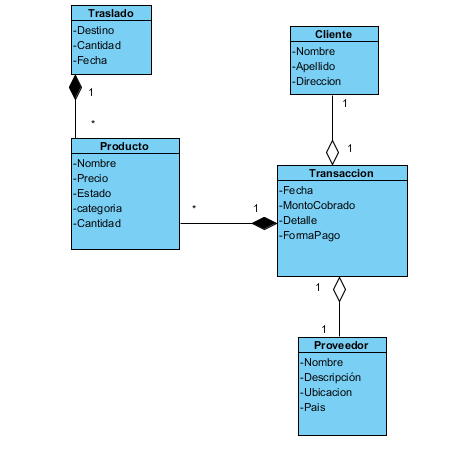 Traslado
-Destino
-Cantidad
-Fecha
1
*
Cliente
-Nombre
-Apellido
-Direccion
1
1
Producto
-Nombre
-Precio
-Estado
-categoria
-Cantidad
*
1
Transaccion
-Fecha
-MontoCobrado
-Detalle
-FormaPago
1
1
Proveedor
-Nombre
-Descripción
-Ubicacion
-Pais